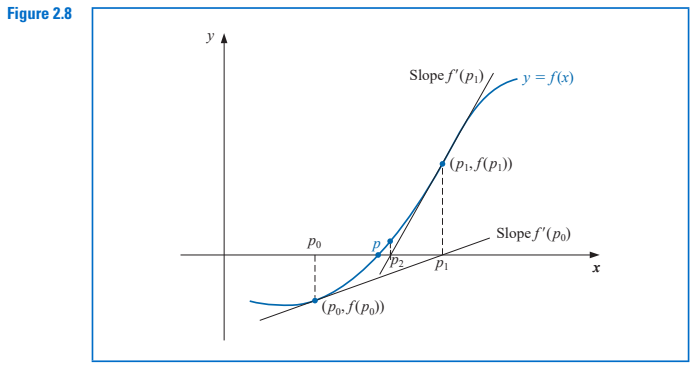 Figure 2.8
y
Slope f′(p₁)
y = f(x)
(p₁, f(p₁))
Slope f′(p₀)
p₀
p
p₂
p₁
x
(p₀, f(p₀))